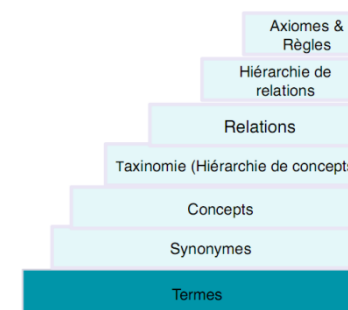 Axiomes &
Règles
Hiérarchie de
relations
Relations
Taxinomie (Hiérarchie de concepts
Concepts
Synonymes
Termes